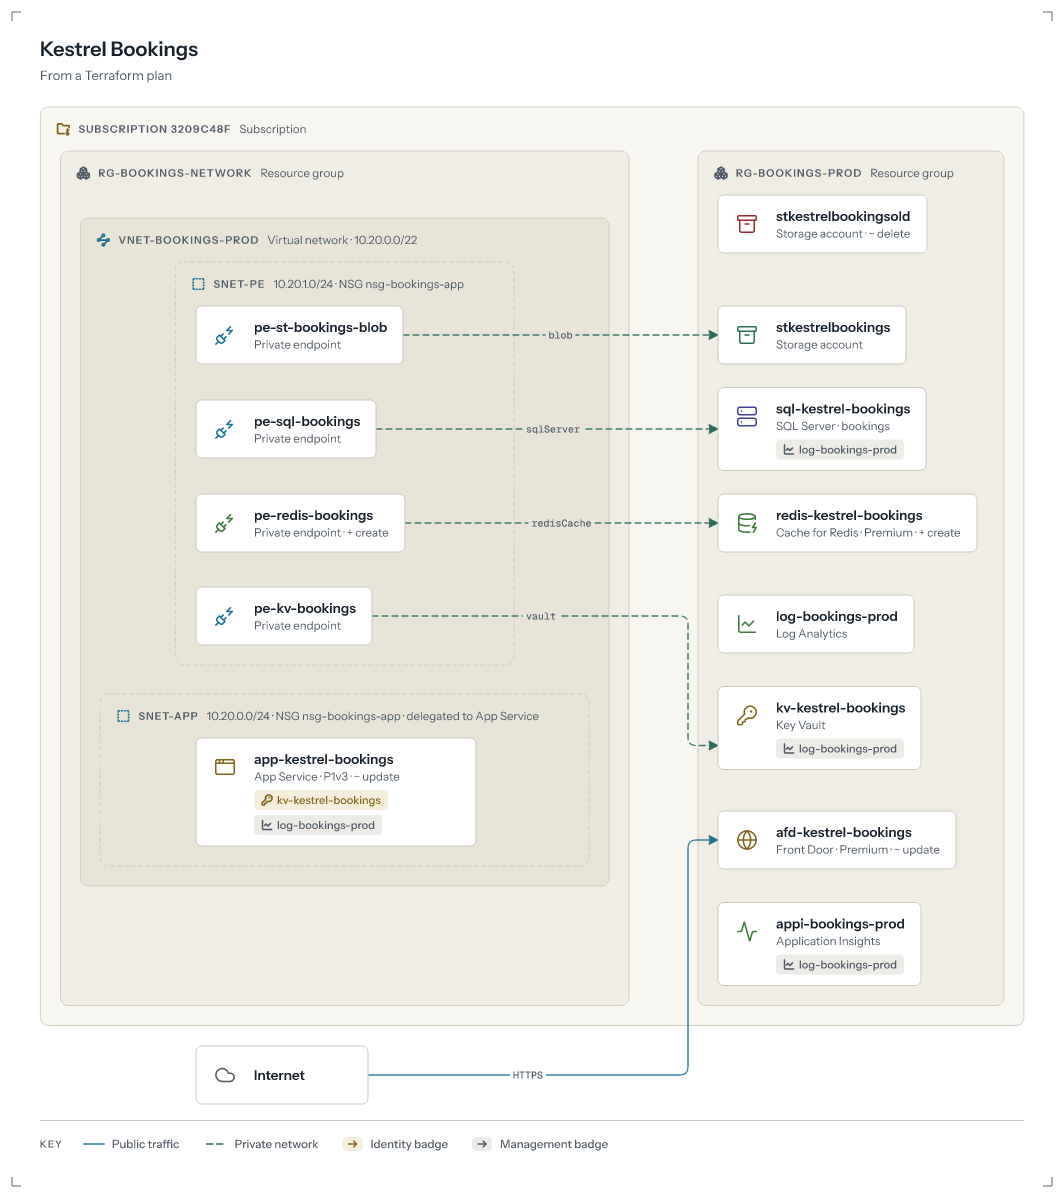 Kestrel Bookings
From a Terraform plan
SUBSCRIPTION 3209C48F Subscription
RG-BOOKINGS-NETWORK Resource group
VNET-BOOKINGS-PROD Virtual network · 10.20.0.0/22
SNET-PE 10.20.1.0/24 · NSG nsg-bookings-app
pe-st-bookings-blob
Private endpoint
blob
pe-sql-bookings
Private endpoint
sqlServer
pe-redis-bookings
Private endpoint · + create
redisCache
pe-kv-bookings
Private endpoint
vault
SNET-APP 10.20.0.0/24 · NSG nsg-bookings-app · delegated to App Service
app-kestrel-bookings
App Service · P1v3 · ~ update
kv-kestrel-bookings
log-bookings-prod
RG-BOOKINGS-PROD Resource group
stkestrelbookingsold
Storage account · − delete
stkestrelbookings
Storage account
sql-kestrel-bookings
SQL Server · bookings
log-bookings-prod
redis-kestrel-bookings
Cache for Redis · Premium · + create
log-bookings-prod
Log Analytics
kv-kestrel-bookings
Key Vault
log-bookings-prod
afd-kestrel-bookings
Front Door · Premium · ~ update
appi-bookings-prod
Application Insights
log-bookings-prod
Internet
HTTPS
KEY Public traffic Private network Identity badge Management badge